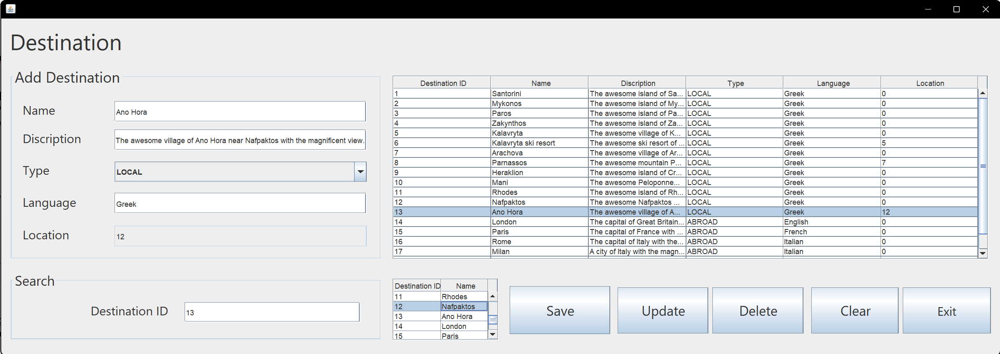 Destination
Add Destination
Name
Ano Hora
Discription
The awesome village of Ano Hora near Nafpaktos with the magnificent view.
Type
LOCAL
Language
Greek
Location
12
Destination ID Name Discription Type Language Location
1 Santorini The awesome island of Sa... LOCAL Greek 0
2 Mykonos The awesome island of My... LOCAL Greek 0
3 Paros The awesome island of Pa... LOCAL Greek 0
4 Zakynthos The awesome island of Za... LOCAL Greek 0
5 Kalavryta The awesome village of K... LOCAL Greek 0
6 Kalavryta ski resort The awesome ski resort of ... LOCAL Greek 5
7 Arachova The awesome village of Ar... LOCAL Greek 0
8 Parnassos The awesome mountain P... LOCAL Greek 7
9 Heraklion The awesome island of Cr... LOCAL Greek 0
10 Mani The awesome Peloponne... LOCAL Greek 0
11 Rhodes The awesome island of Rh... LOCAL Greek 0
12 Nafpaktos The awesome Nafpaktos ... LOCAL Greek 0
13 Ano Hora The awesome village of A... LOCAL Greek 12
14 London The capital of Great Britain... ABROAD English 0
15 Paris The capital of France with ... ABROAD French 0
16 Rome The capital of Italy with the... ABROAD Italian 0
17 Milan A city of Italy with the magn... ABROAD Italian 0
Search
Destination ID
13
Destination ID Name
11 Rhodes
12 Nafpaktos
13 Ano Hora
14 London
15 Paris
Save
Update
Delete
Clear
Exit